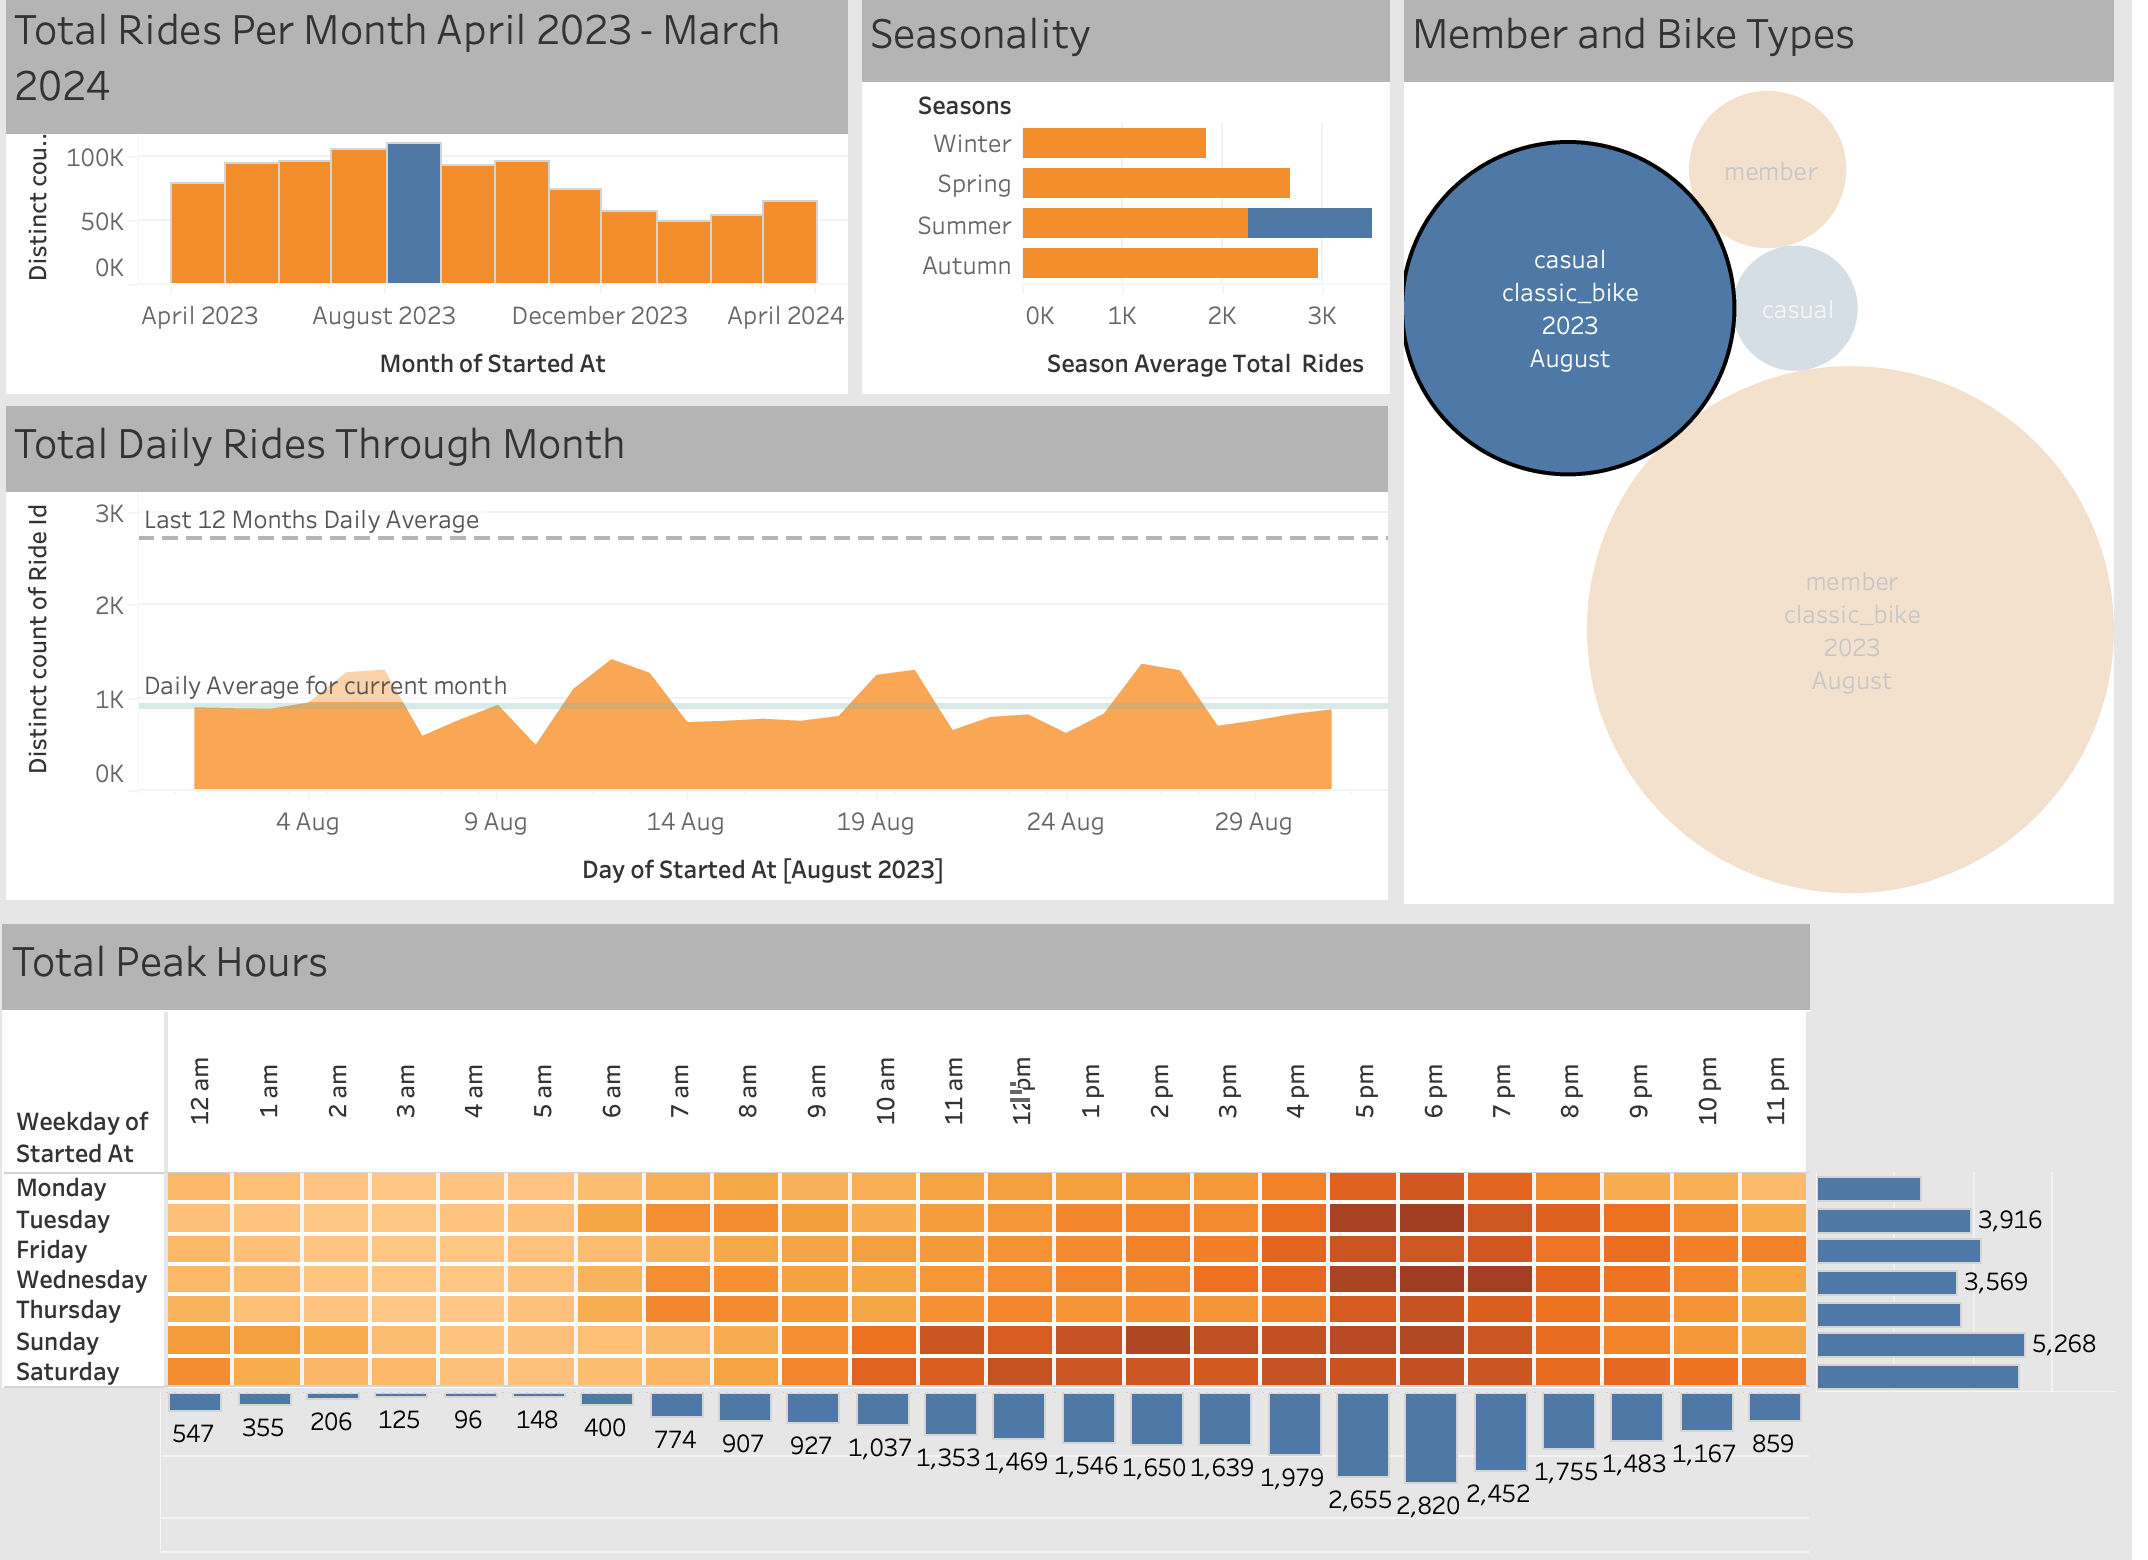 Total Rides Per Month April 2023 - March
2024
Distinct cou..
100K
50K
0K
April 2023
August 2023
December 2023
April 2024
Month of Started At
Seasonality
Seasons
Winter
Spring
Summer
Autumn
0K
1K
2K
3K
Season Average Total Rides
Member and Bike Types
member
casual
classic_bike
2023
August
casual
member
classic_bike
2023
August
Total Daily Rides Through Month
Distinct count of Ride Id
3K
Last 12 Months Daily Average
2K
Daily Average for current month
1K
0K
4 Aug
9 Aug
14 Aug
19 Aug
24 Aug
29 Aug
Day of Started At [August 2023]
Total Peak Hours
Weekday of
Started At
12 am
1 am
2 am
3 am
4 am
5 am
6 am
7 am
8 am
9 am
10 am
11 am
12 pm
1 pm
2 pm
3 pm
4 pm
5 pm
6 pm
7 pm
8 pm
9 pm
10 pm
11 pm
Monday
Tuesday
3,916
Friday
Wednesday
3,569
Thursday
Sunday
5,268
Saturday
547
355
206
125
96
148
400
774
907
927
1,037
1,353
1,469
1,546
1,650
1,639
1,979
2,655
2,820
2,452
1,755
1,483
1,167
859